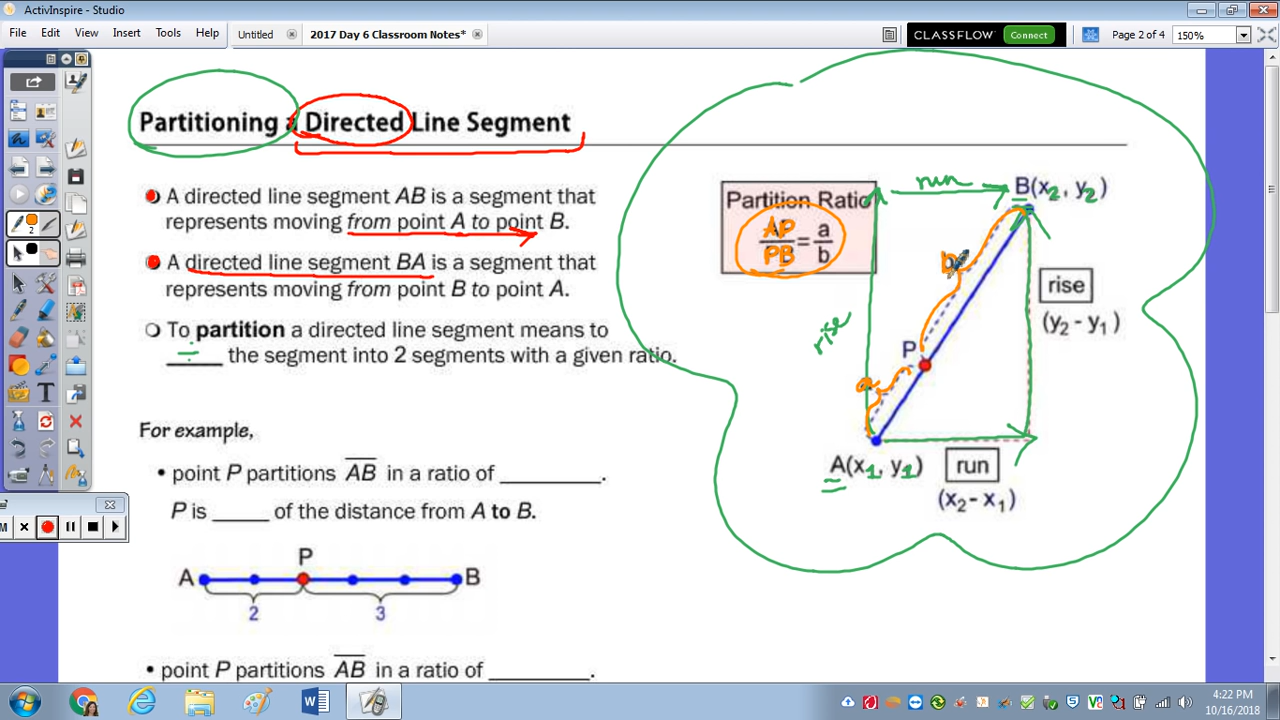 ActivInspire - Studio
File Edit View Insert Tools Help
Untitled
2017 Day 6 Classroom Notes*
CLASSFLOW Connect
Page 2 of 4
150%
Partitioning a Directed Line Segment
A directed line segment AB is a segment that
represents moving from point A to point B.
A directed line segment BA is a segment that
represents moving from point B to point A.
To partition a directed line segment means to
÷ the segment into 2 segments with a given ratio.
For example,
• point P partitions AB in a ratio of _________.
P is _____ of the distance from A to B.
P
A B
2 3
• point P partitions AB in a ratio of _________.
Partition Ratio
AP/PB = a/b
run
B(x2, y2)
b
rise
rise
(y2 - y1)
P
a
A(x1, y1)
run
(x2 - x1)
2
M
4:22 PM
10/16/2018